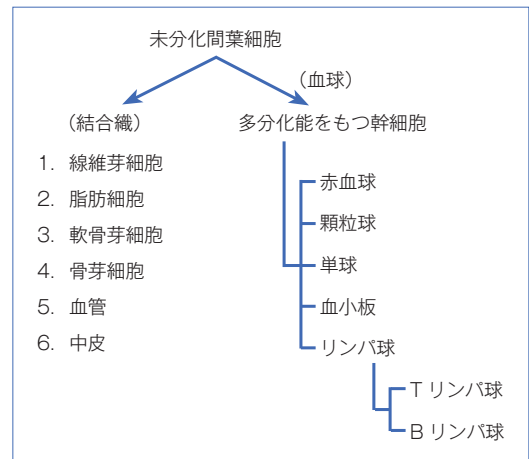 未分化間葉細胞
(血球)
(結合織)
多分化能をもつ幹細胞
1. 線維芽細胞
2. 脂肪細胞
3. 軟骨芽細胞
4. 骨芽細胞
5. 血管
6. 中皮
赤血球
顆粒球
単球
血小板
リンパ球
T リンパ球
B リンパ球